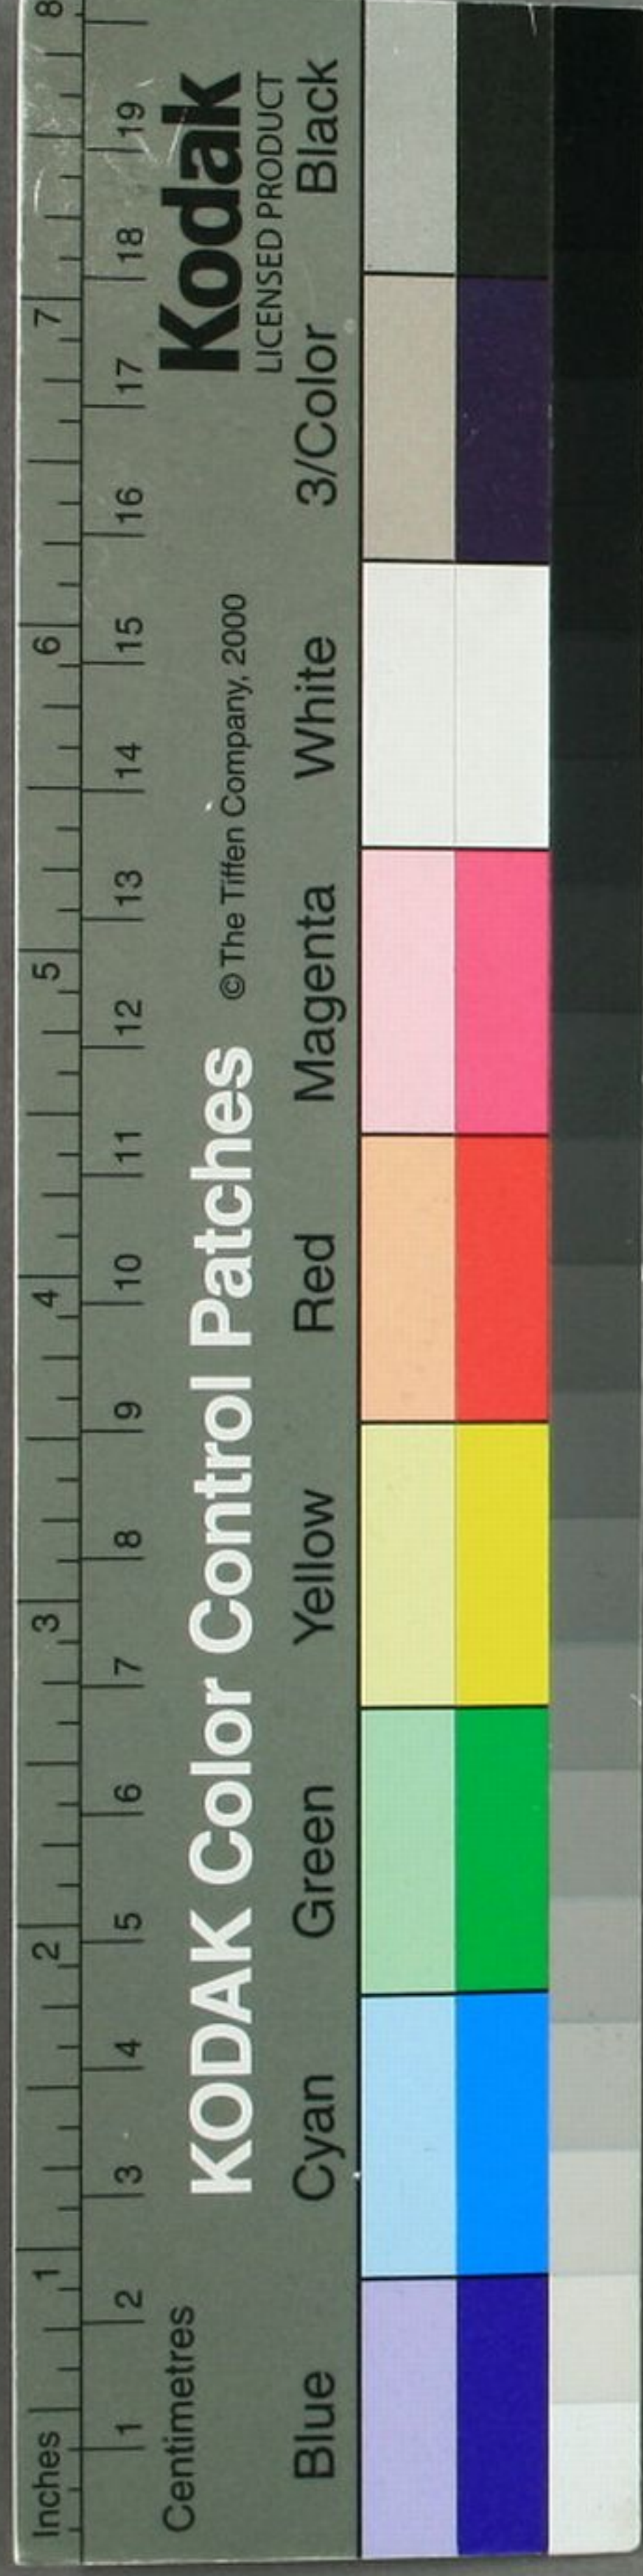 Inches 1 2 3 4 5 6 7 8
1 2 3 4 5 6 7 8 9 10 11 12 13 14 15 16 17 18 19
Centimetres
KODAK Color Control Patches © The Tiffen Company, 2000
Kodak
LICENSED PRODUCT
Blue Cyan Green Yellow Red Magenta White 3/Color Black